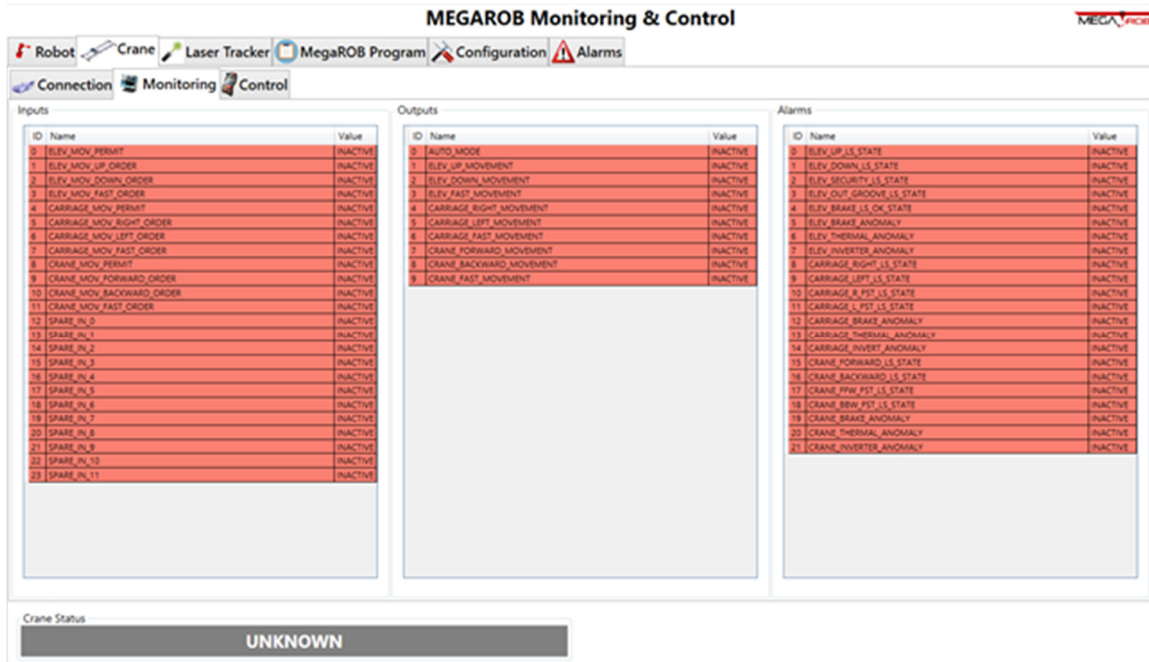 MEGAROB Monitoring & Control
MEGAROB
Robot Crane Laser Tracker MegaROB Program Configuration Alarms
Connection Monitoring Control
Inputs
ID Name Value
0 ELEV_MOV_PERMIT INACTIVE
1 ELEV_MOV_UP_ORDER INACTIVE
2 ELEV_MOV_DOWN_ORDER INACTIVE
3 ELEV_MOV_FAST_ORDER INACTIVE
4 CARRIAGE_MOV_PERMIT INACTIVE
5 CARRIAGE_MOV_RIGHT_ORDER INACTIVE
6 CARRIAGE_MOV_LEFT_ORDER INACTIVE
7 CARRIAGE_MOV_FAST_ORDER INACTIVE
8 CRANE_MOV_PERMIT INACTIVE
9 CRANE_MOV_FORWARD_ORDER INACTIVE
10 CRANE_MOV_BACKWARD_ORDER INACTIVE
11 CRANE_MOV_FAST_ORDER INACTIVE
12 SPARE_IN_0 INACTIVE
13 SPARE_IN_1 INACTIVE
14 SPARE_IN_2 INACTIVE
15 SPARE_IN_3 INACTIVE
16 SPARE_IN_4 INACTIVE
17 SPARE_IN_5 INACTIVE
18 SPARE_IN_6 INACTIVE
19 SPARE_IN_7 INACTIVE
20 SPARE_IN_8 INACTIVE
21 SPARE_IN_9 INACTIVE
22 SPARE_IN_10 INACTIVE
23 SPARE_IN_11 INACTIVE
Outputs
ID Name Value
0 AUTO_MODE INACTIVE
1 ELEV_UP_MOVEMENT INACTIVE
2 ELEV_DOWN_MOVEMENT INACTIVE
3 ELEV_FAST_MOVEMENT INACTIVE
4 CARRIAGE_RIGHT_MOVEMENT INACTIVE
5 CARRIAGE_LEFT_MOVEMENT INACTIVE
6 CARRIAGE_FAST_MOVEMENT INACTIVE
7 CRANE_FORWARD_MOVEMENT INACTIVE
8 CRANE_BACKWARD_MOVEMENT INACTIVE
9 CRANE_FAST_MOVEMENT INACTIVE
Alarms
ID Name Value
0 ELEV_UP_LS_STATE INACTIVE
1 ELEV_DOWN_LS_STATE INACTIVE
2 ELEV_SECURITY_LS_STATE INACTIVE
3 ELEV_OUT_GROOVE_LS_STATE INACTIVE
4 ELEV_BRAKE_LS_OK_STATE INACTIVE
5 ELEV_BRAKE_ANOMALY INACTIVE
6 ELEV_THERMAL_ANOMALY INACTIVE
7 ELEV_INVERTER_ANOMALY INACTIVE
8 CARRIAGE_RIGHT_LS_STATE INACTIVE
9 CARRIAGE_LEFT_LS_STATE INACTIVE
10 CARRIAGE_R_PST_LS_STATE INACTIVE
11 CARRIAGE_L_PST_LS_STATE INACTIVE
12 CARRIAGE_BRAKE_ANOMALY INACTIVE
13 CARRIAGE_THERMAL_ANOMALY INACTIVE
14 CARRIAGE_INVERT_ANOMALY INACTIVE
15 CRANE_FORWARD_LS_STATE INACTIVE
16 CRANE_BACKWARD_LS_STATE INACTIVE
17 CRANE_FFW_PST_LS_STATE INACTIVE
18 CRANE_BBW_PST_LS_STATE INACTIVE
19 CRANE_BRAKE_ANOMALY INACTIVE
20 CRANE_THERMAL_ANOMALY INACTIVE
21 CRANE_INVERTER_ANOMALY INACTIVE
Crane Status
UNKNOWN